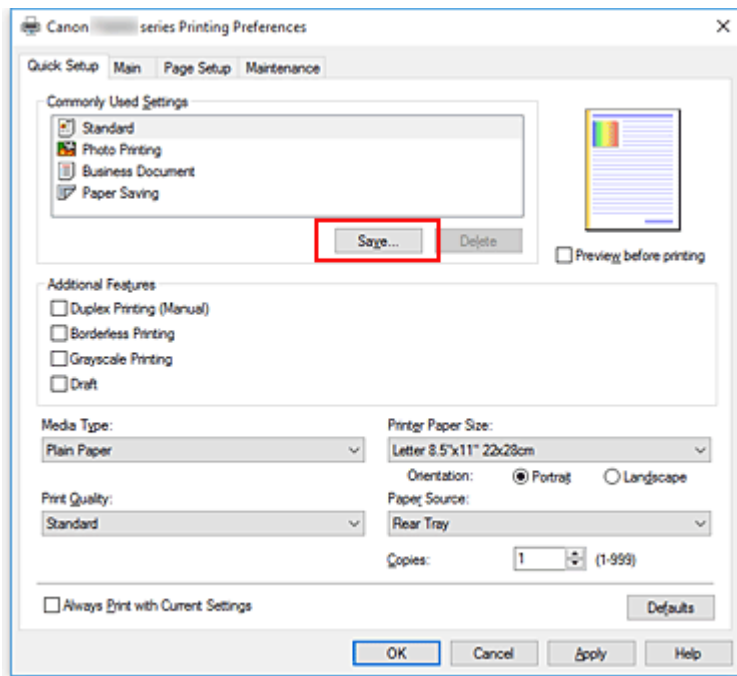 Canon series Printing Preferences
Quick Setup Main Page Setup Maintenance
Commonly Used Settings
Standard
Photo Printing
Business Document
Paper Saving
Save... Delete
Preview before printing
Additional Features
Duplex Printing (Manual)
Borderless Printing
Grayscale Printing
Draft
Media Type: Printer Paper Size:
Plain Paper Letter 8.5"x11" 22x28cm
Orientation: Portrait Landscape
Print Quality: Paper Source:
Standard Rear Tray
Copies: 1 (1-999)
Always Print with Current Settings Defaults
OK Cancel Apply Help